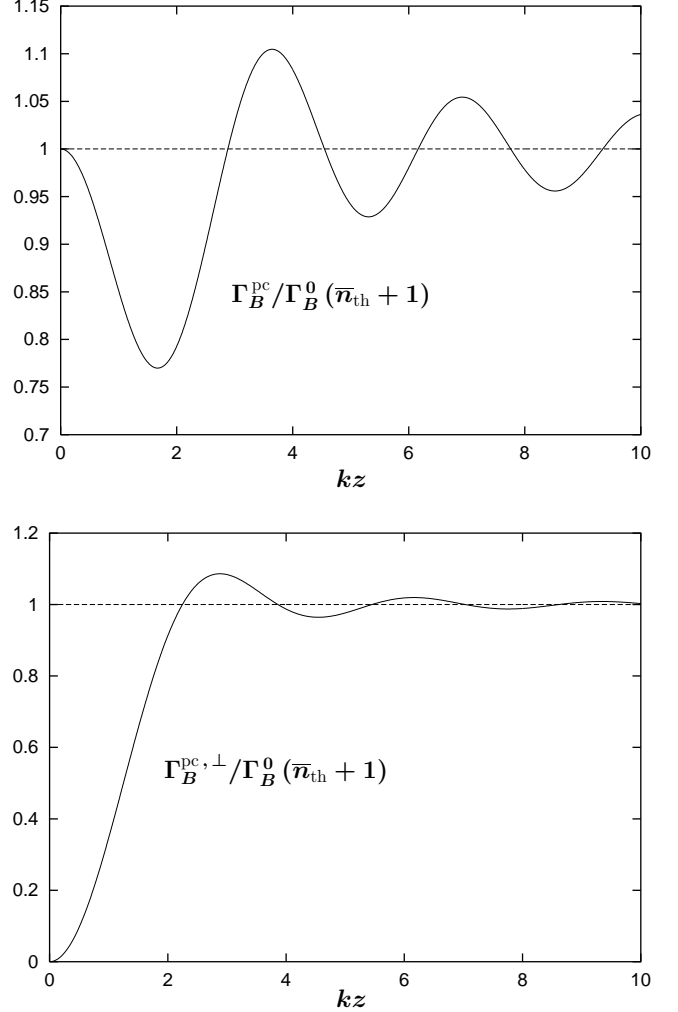 1.15
1.1
1.05
1
0.95
0.9
0.85
0.8
0.75
0.7
Γ_B^pc/Γ_B^0 (n̅_th + 1)
0 2 4 6 8 10
kz
1.2
1
0.8
0.6
0.4
0.2
0
Γ_B^pc,⊥/Γ_B^0 (n̅_th + 1)
0 2 4 6 8 10
kz